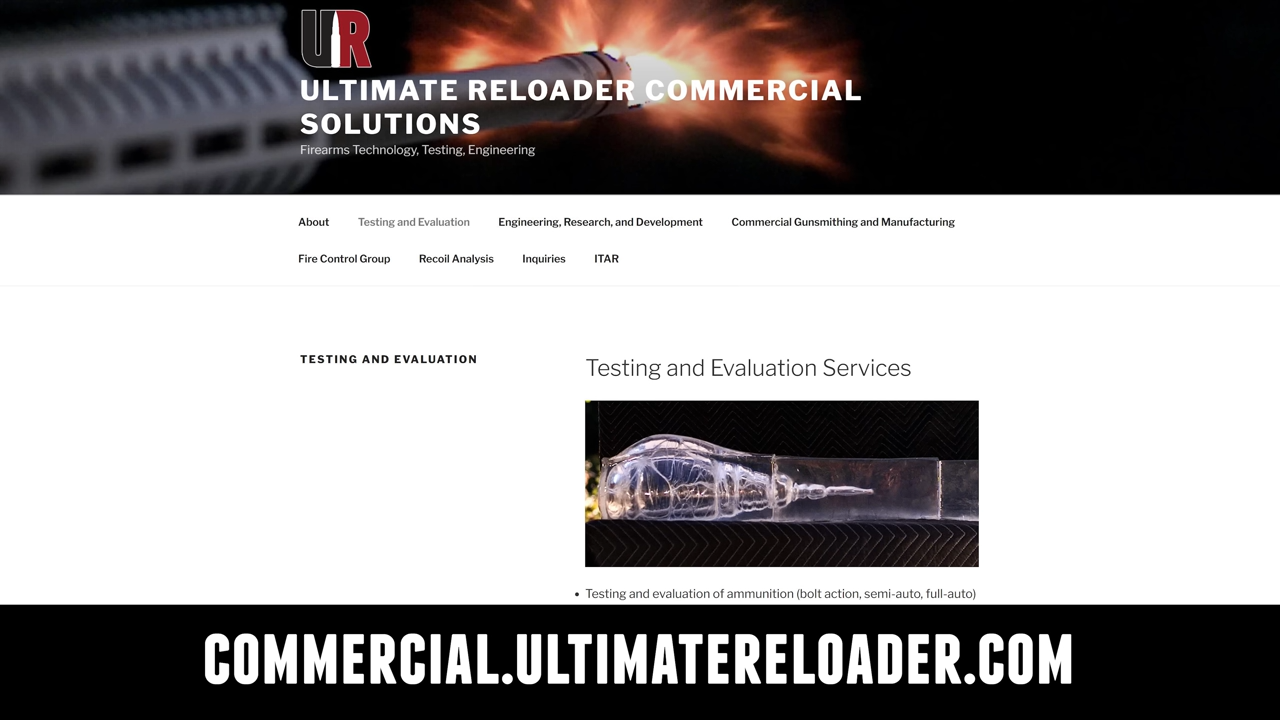 UR
ULTIMATE RELOADER COMMERCIAL
SOLUTIONS
Firearms Technology, Testing, Engineering
About Testing and Evaluation Engineering, Research, and Development Commercial Gunsmithing and Manufacturing
Fire Control Group Recoil Analysis Inquiries ITAR
TESTING AND EVALUATION
Testing and Evaluation Services
• Testing and evaluation of ammunition (bolt action, semi-auto, full-auto)
COMMERCIAL.ULTIMATERELOADER.COM